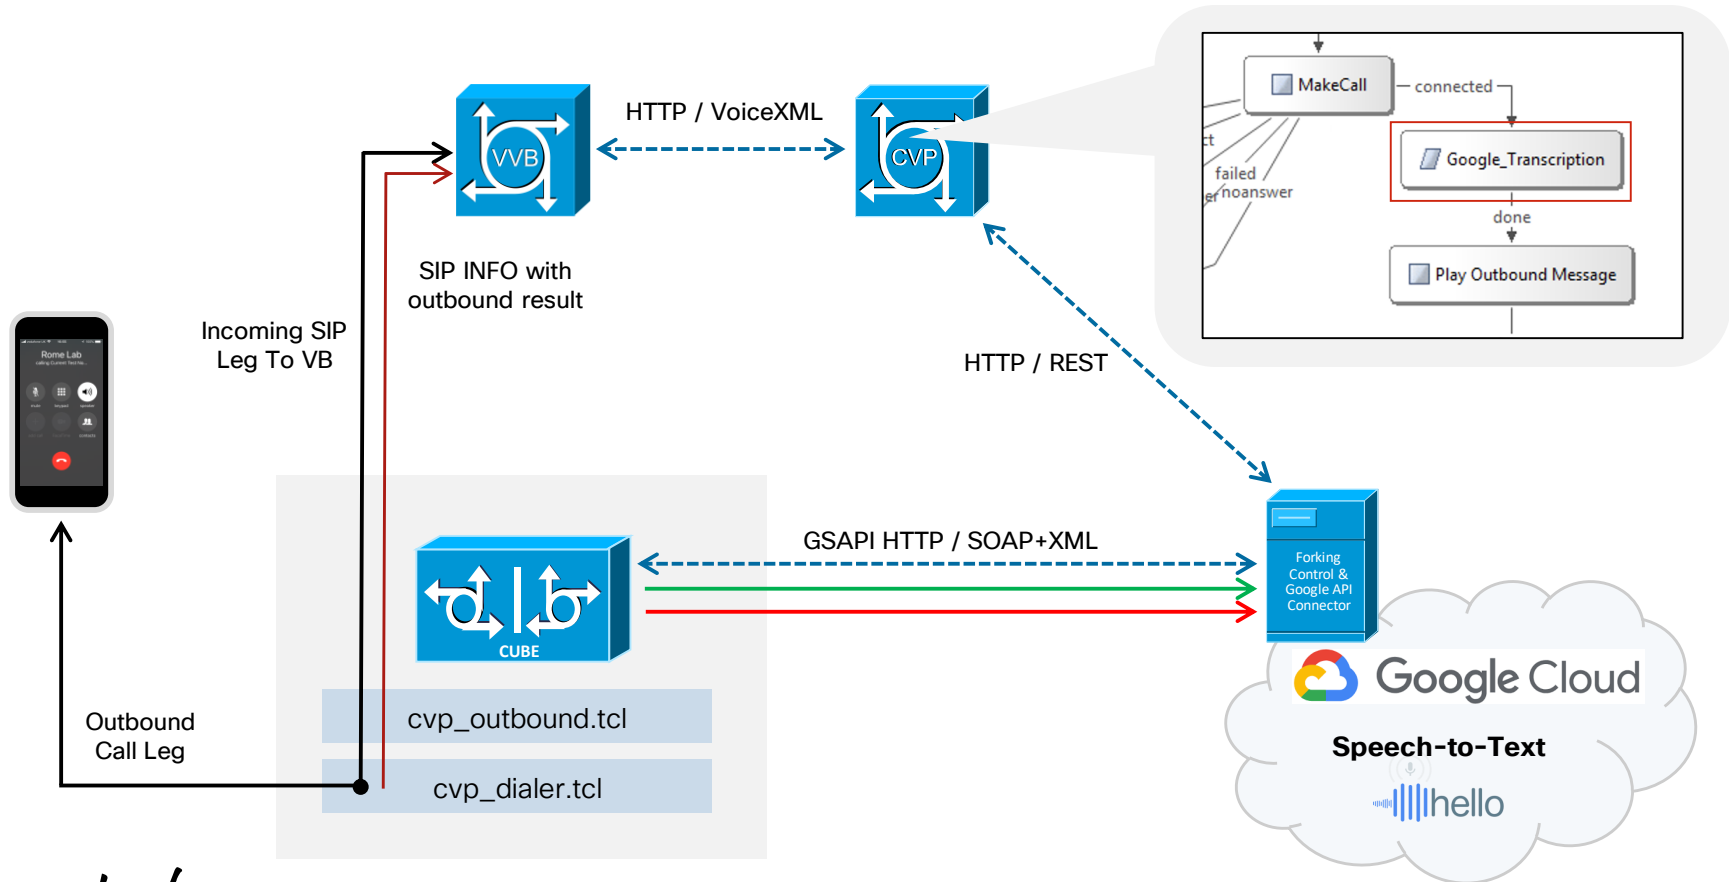 HTTP / VoiceXML
VVB
CVP
MakeCall
connected
ct
Google_Transcription
failed
er
noanswer
done
Play Outbound Message
SIP INFO with
outbound result
Incoming SIP
Leg To VB
Rome Lab
HTTP / REST
GSAPI HTTP / SOAP+XML
Forking
Control &
Google API
Connector
CUBE
Google Cloud
cvp_outbound.tcl
Outbound
Call Leg
Speech-to-Text
cvp_dialer.tcl
hello